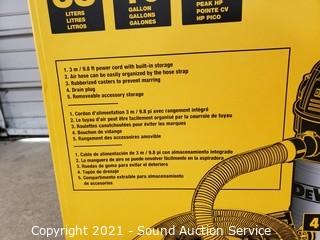 LITERS
LITRES
LITROS
GALLON
GALLONS
GALONES
PEAK HP
POINTE CV
HP PICO
1. 3 m / 9.8 ft power cord with built-in storage
2. Air hose can be easily organized by the hose strap
3. Rubberized casters to prevent marring
4. Drain plug
5. Removeable accessory storage
1. Cordon d'alimentation 3 m / 9.8 pi avec rangement intégré
2. Le tuyau d'air peut être facilement organisé par la courroie de tuyau
3. Roulettes caoutchoutées pour éviter les marques
4. Bouchon de vidange
5. Rangement des accessoires amovible
1. Cable de alimentación de 3 m / 9.8 pi con almacenamiento
2. La manguera de aire se puede envolver fácilmente en la aspiradora
3. Ruedas de goma para evitar el deterioro
4. Tapón de drenaje
5. Compartimento extraíble para almacenamiento
de accesorios
4
Copyright 2021 - Sound Auction Service